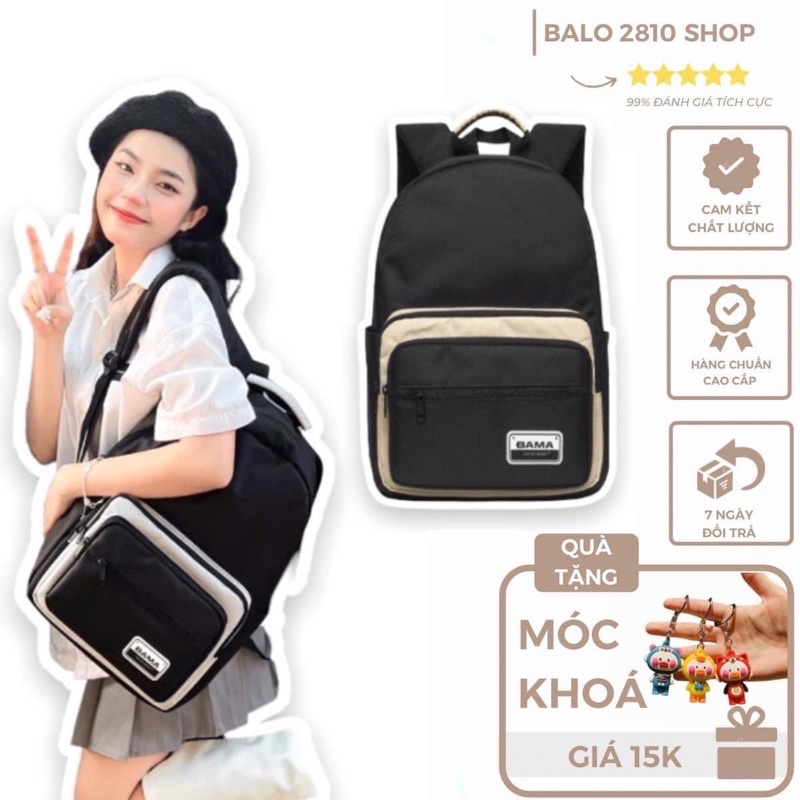 BALO 2810 SHOP
99% ĐÁNH GIÁ TÍCH CỰC
CAM KẾT
CHẤT LƯỢNG
HÀNG CHUẨN
CAO CẤP
7 NGÀY
ĐỔI TRẢ
BAMA
BAMA
QUÀ
TẶNG
MÓC
KHOÁ
GIÁ 15K